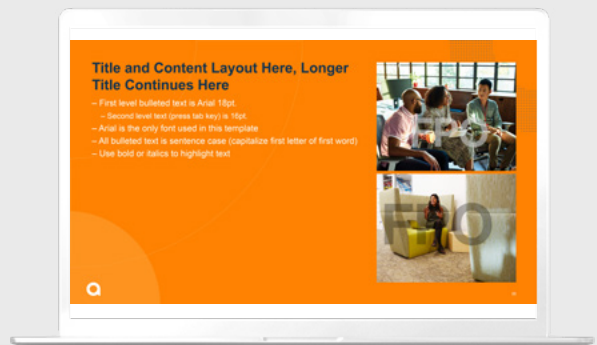 Title and Content Layout Here, Longer
Title Continues Here
– First level bulleted text is Arial 18pt.
– Second level text (press tab key) is 16pt.
– Arial is the only font used in this template
– All bulleted text is sentence case (capitalize first letter of first word)
– Use bold or italics to highlight text
FPO
FPO